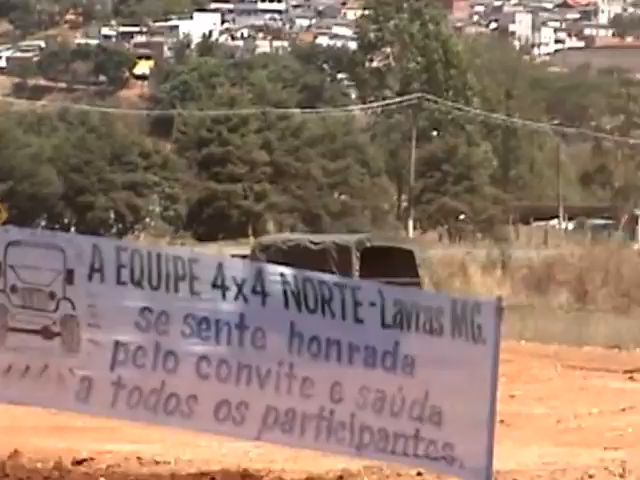 A EQUIPE 4x4 NORTE-Lavras MG.
se sente honrada
pelo convite e saúda
a todos os participantes.